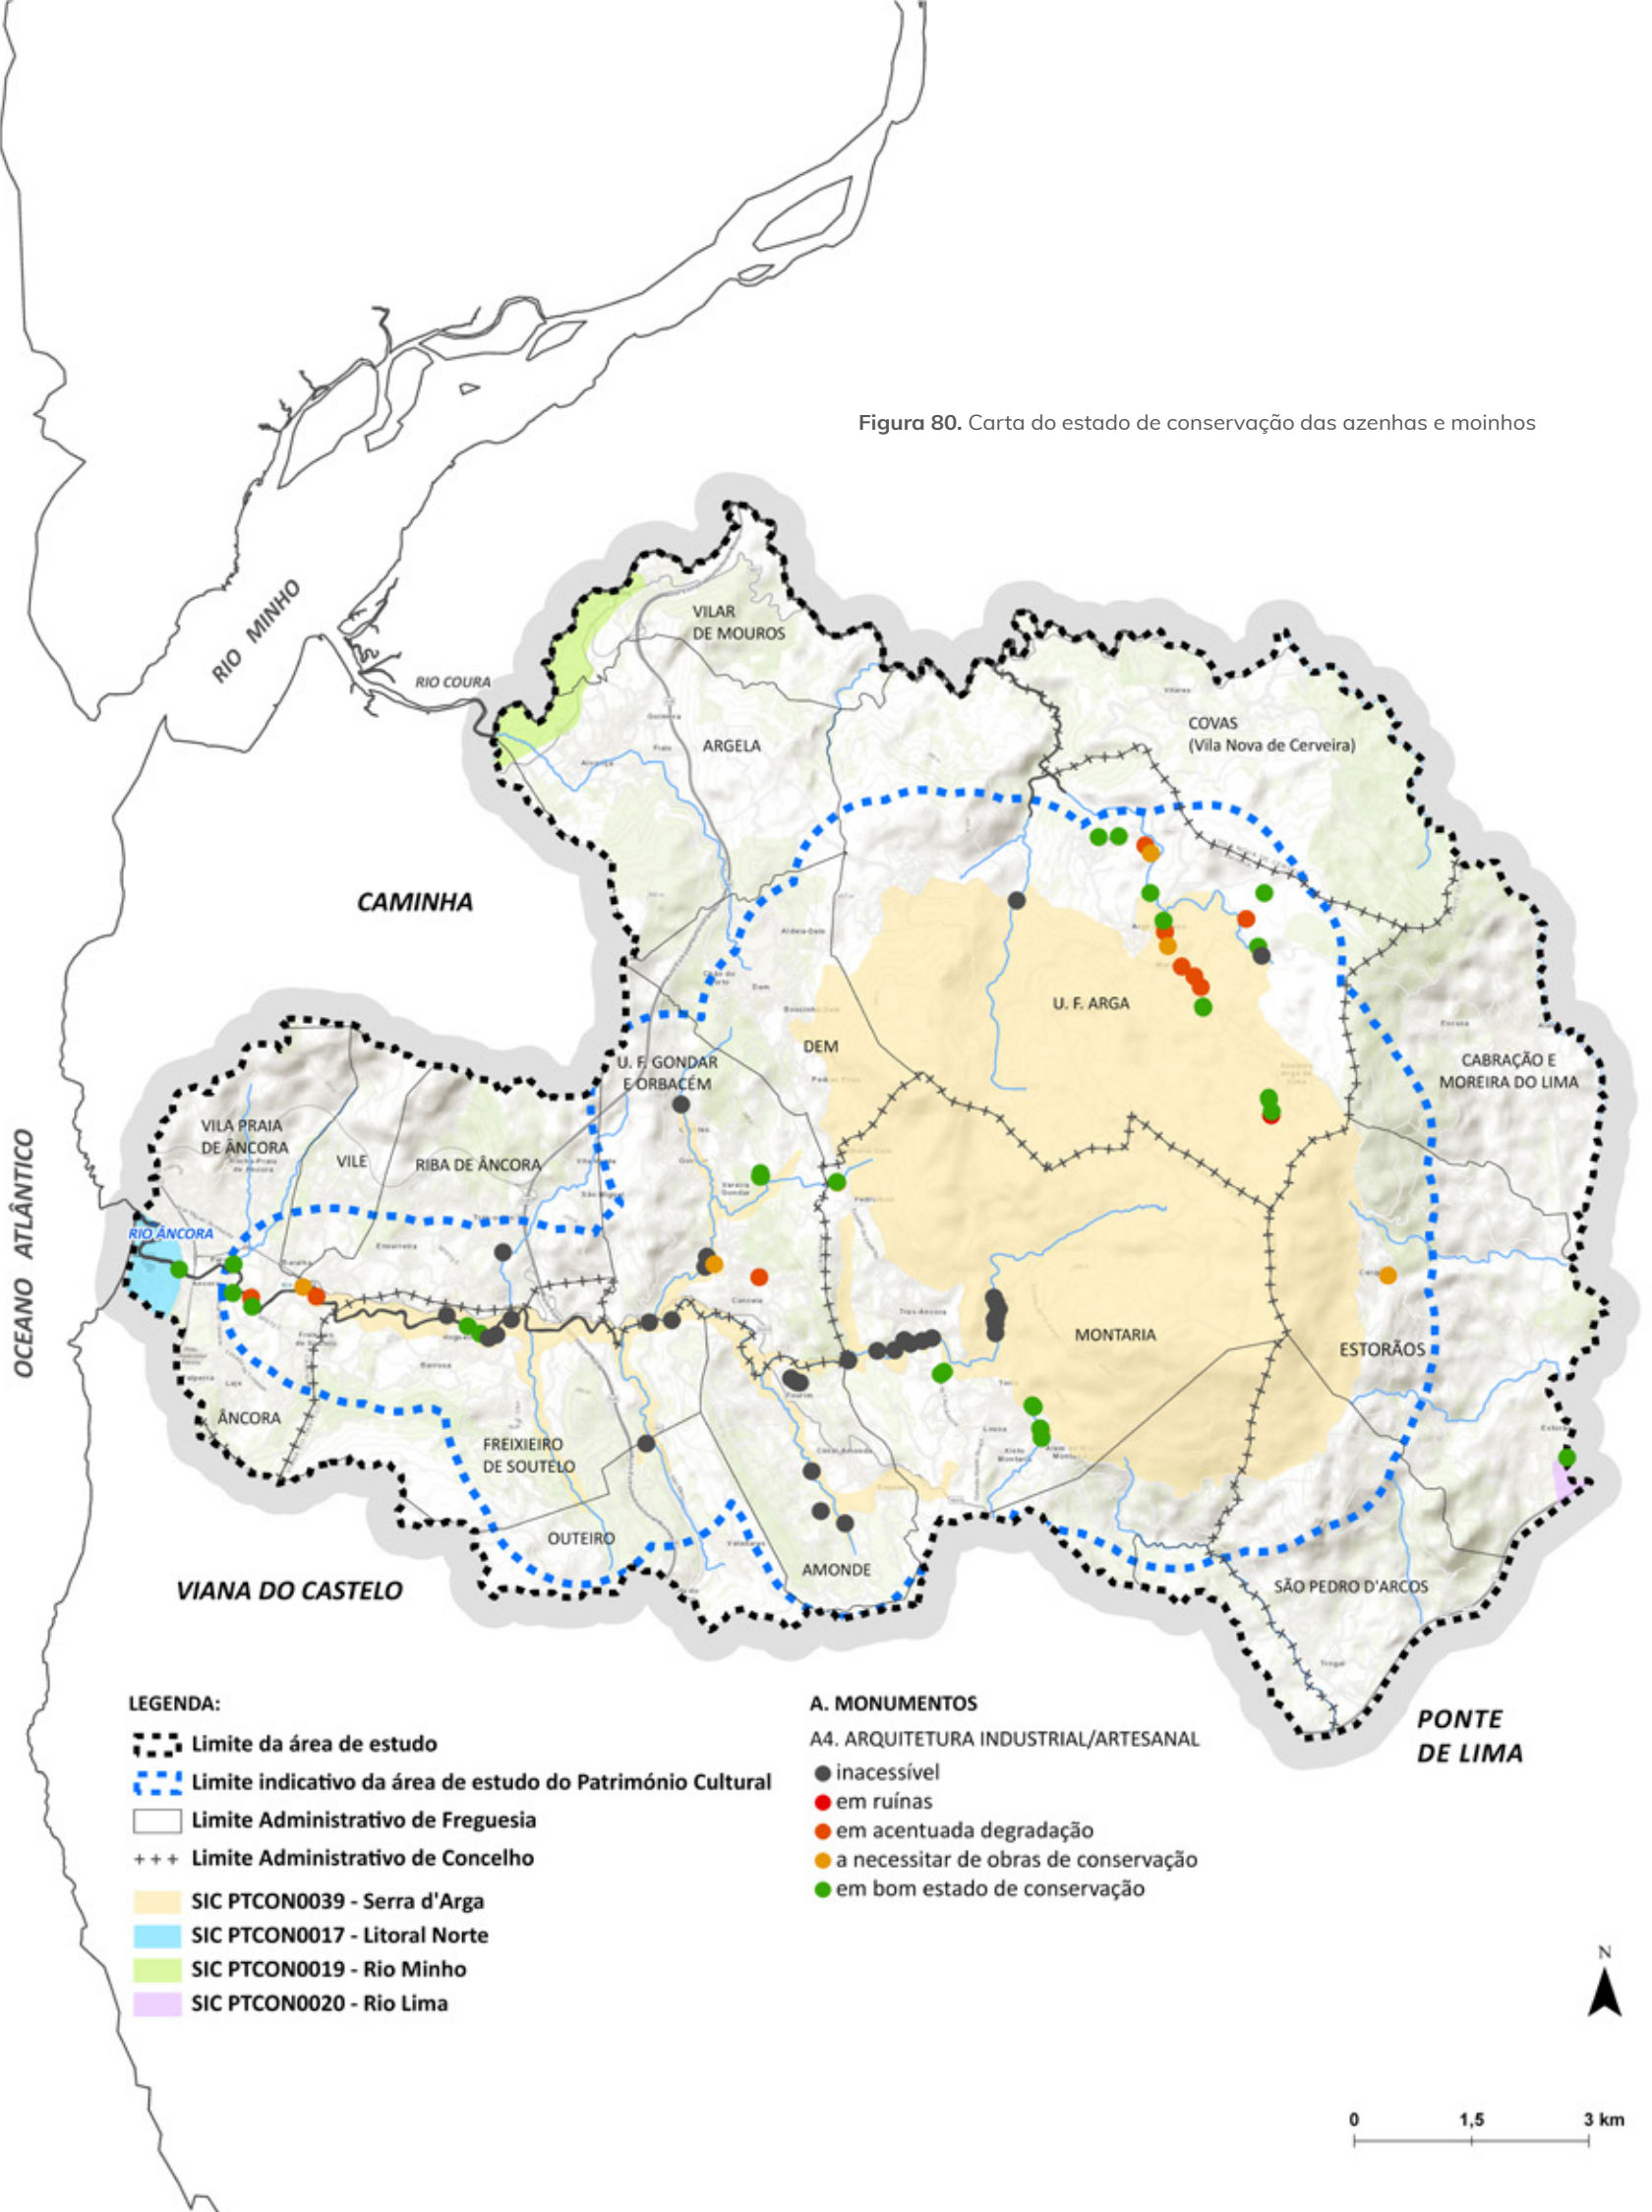 Figura 80. Carta do estado de conservação das azenhas e moinhos
RIO MINHO
RIO COURA
VILAR
DE MOUROS
ARGELA
COVAS
(Vila Nova de Cerveira)
CAMINHA
U. F. ARGA
DEM
U. F. GONDAR
E ORBACÉM
CABRAÇÃO E
MOREIRA DO LIMA
VILA PRAIA
DE ÂNCORA
VILE
RIBA DE ÂNCORA
OCEANO ATLÂNTICO
RIO ÂNCORA
MONTARIA
ESTORÃOS
ÂNCORA
FREIXIEIRO
DE SOUTELO
OUTEIRO
AMONDE
SÃO PEDRO D'ARCOS
VIANA DO CASTELO
PONTE
DE LIMA
LEGENDA:
Limite da área de estudo
Limite indicativo da área de estudo do Património Cultural
Limite Administrativo de Freguesia
+++ Limite Administrativo de Concelho
SIC PTCON0039 - Serra d'Arga
SIC PTCON0017 - Litoral Norte
SIC PTCON0019 - Rio Minho
SIC PTCON0020 - Rio Lima
A. MONUMENTOS
A4. ARQUITETURA INDUSTRIAL/ARTESANAL
inacessível
em ruínas
em acentuada degradação
a necessitar de obras de conservação
em bom estado de conservação
N
0 1,5 3 km